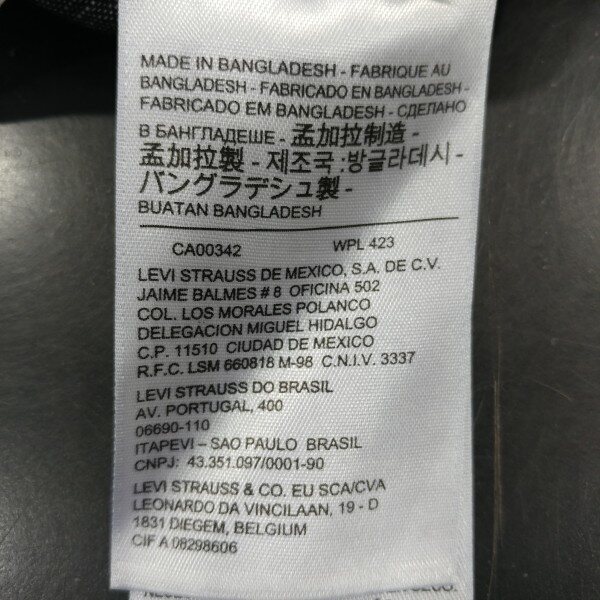 MADE IN BANGLADESH - FABRIQUE AU
BANGLADESH - FABRICADO EN BANGLADESH -
FABRICADO EM BANGLADESH - СДЕЛАНО
В БАНГЛАДЕШЕ - 孟加拉制造 -
孟加拉製 - 제조국 :방글라데시 -
バングラデシュ製 -
BUATAN BANGLADESH
CA00342 WPL 423
LEVI STRAUSS DE MEXICO, S.A. DE C.V.
JAIME BALMES # 8 OFICINA 502
COL. LOS MORALES POLANCO
DELEGACION MIGUEL HIDALGO
C.P. 11510 CIUDAD DE MEXICO
R.F.C. LSM 660818 M-98 C.N.I.V. 3337
LEVI STRAUSS DO BRASIL
AV. PORTUGAL, 400
06690-110
ITAPEVI – SAO PAULO BRASIL
CNPJ: 43.351.097/0001-90
LEVI STRAUSS & CO. EU SCA/CVA
LEONARDO DA VINCILAAN, 19 - D
1831 DIEGEM, BELGIUM
CIF A 08298606